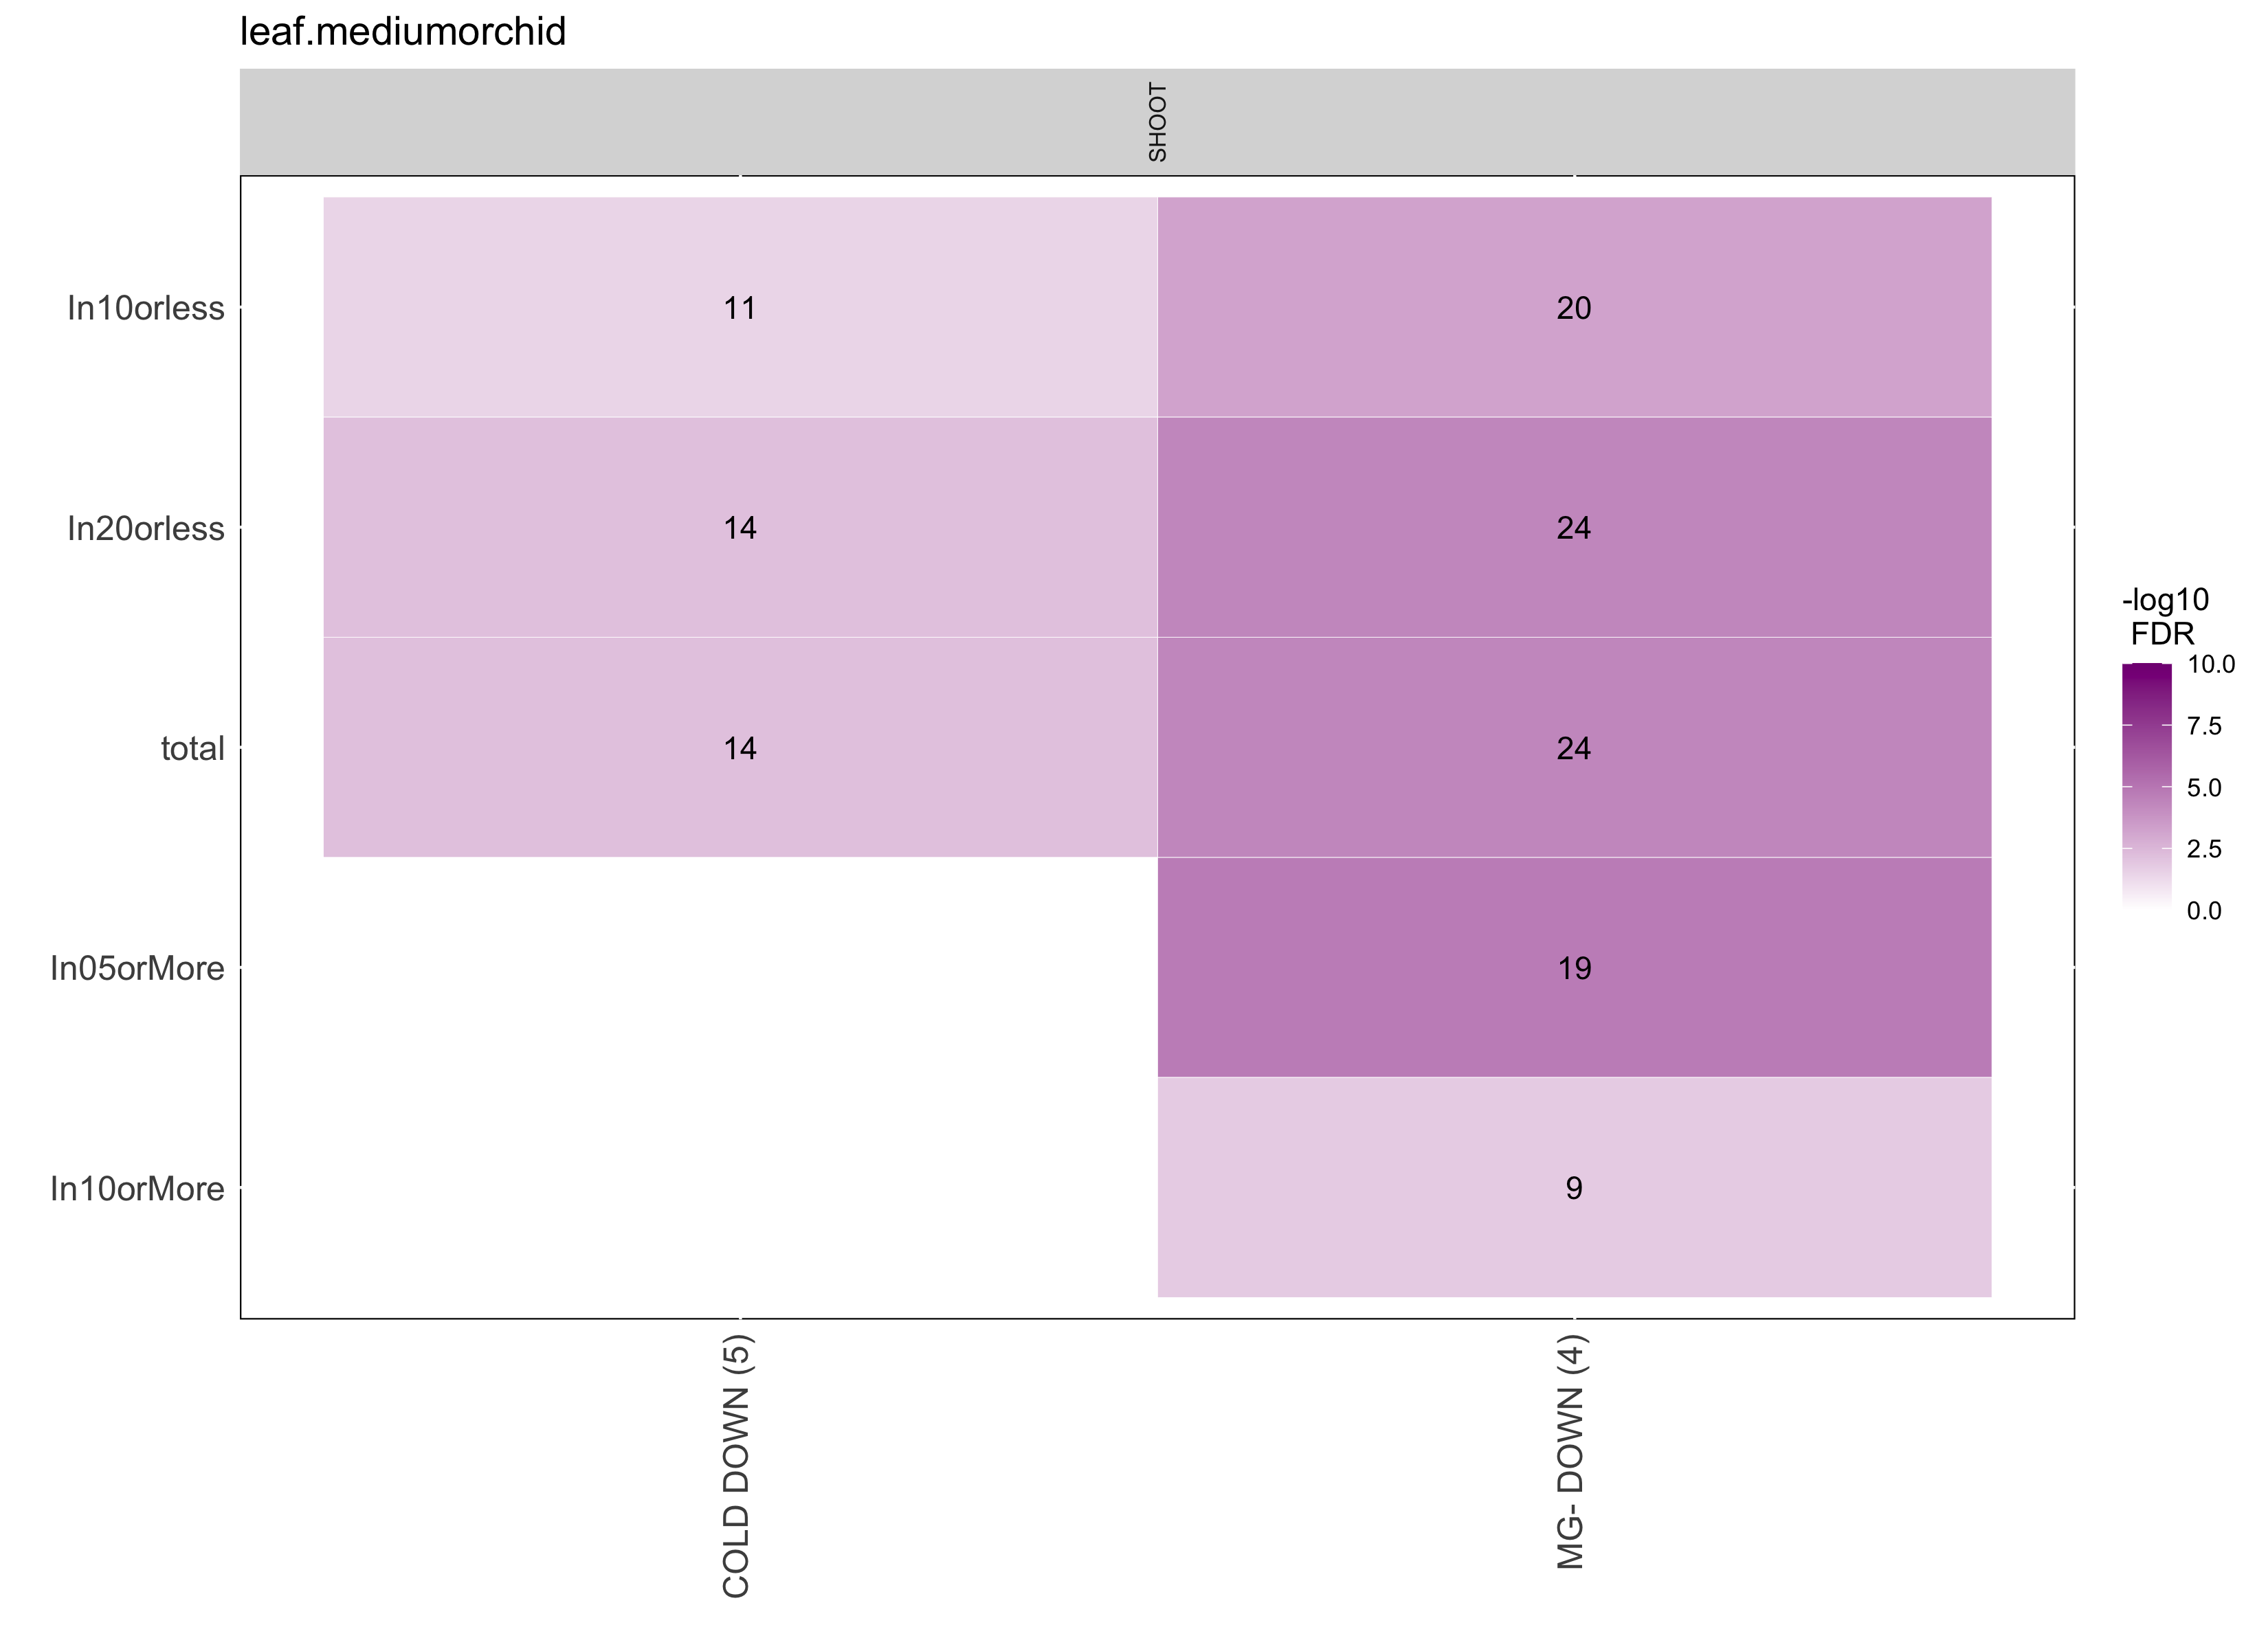 leaf.mediumorchid
SHOOT
In10orless
11
20
In20orless
14
24
total
14
24
In05orMore
19
In10orMore
9
COLD DOWN (5)
MG- DOWN (4)
-log10
FDR
10.0
7.5
5.0
2.5
0.0